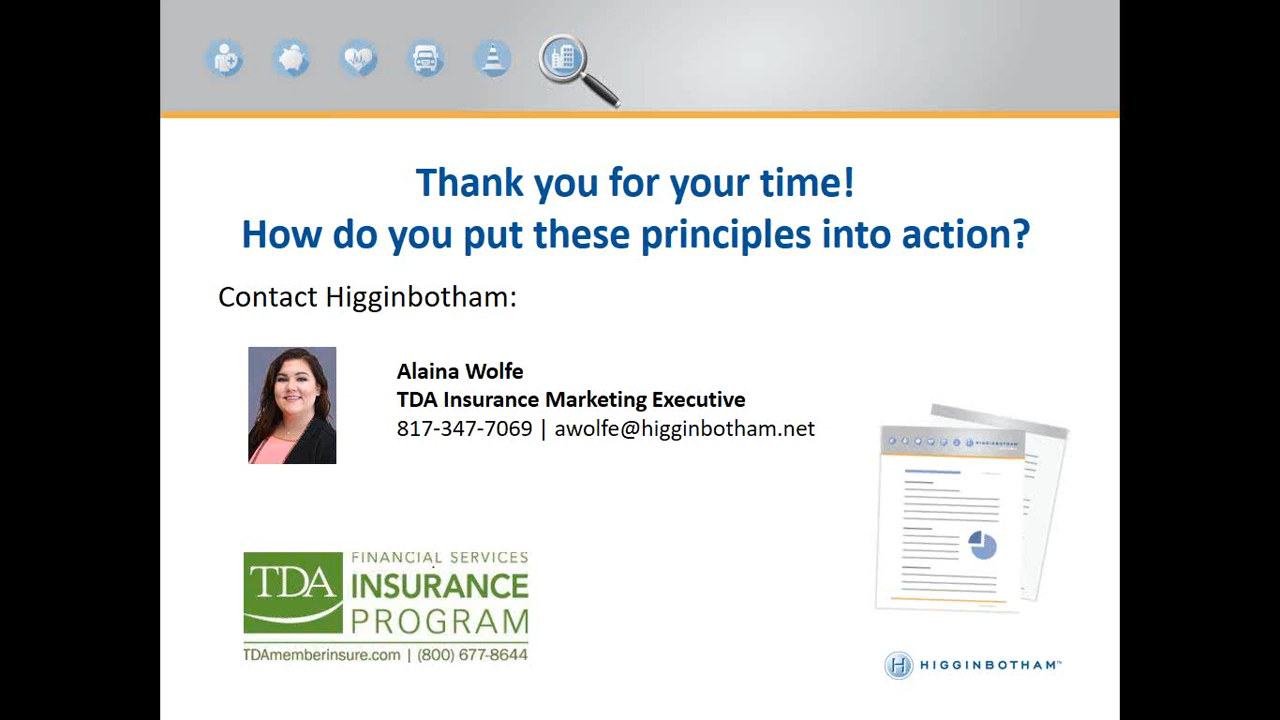 Thank you for your time!
How do you put these principles into action?
Contact Higginbotham:
Alaina Wolfe
TDA Insurance Marketing Executive
817-347-7069 | awolfe@higginbotham.net
HIGGINBOTHAM
TDA
FINANCIAL SERVICES
INSURANCE
PROGRAM
TDAmemberinsure.com | (800) 677-8644
H HIGGINBOTHAM™